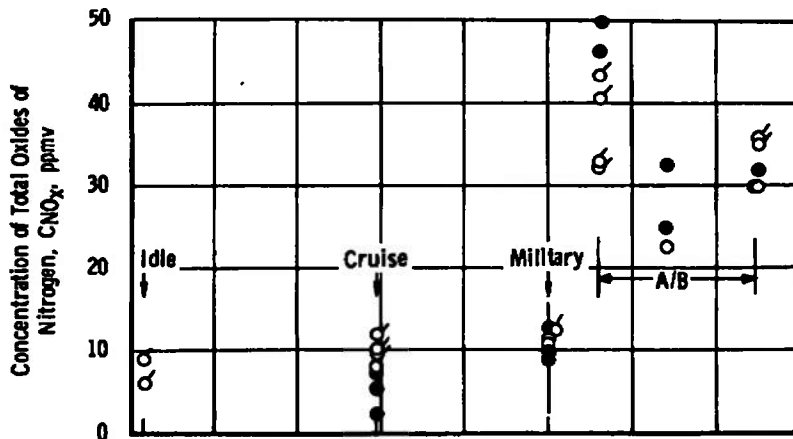 Concentration of Total Oxides of
Nitrogen, CNOX, ppmv
50
40
30
20
10
0
Idle
Cruise
Military
A/B